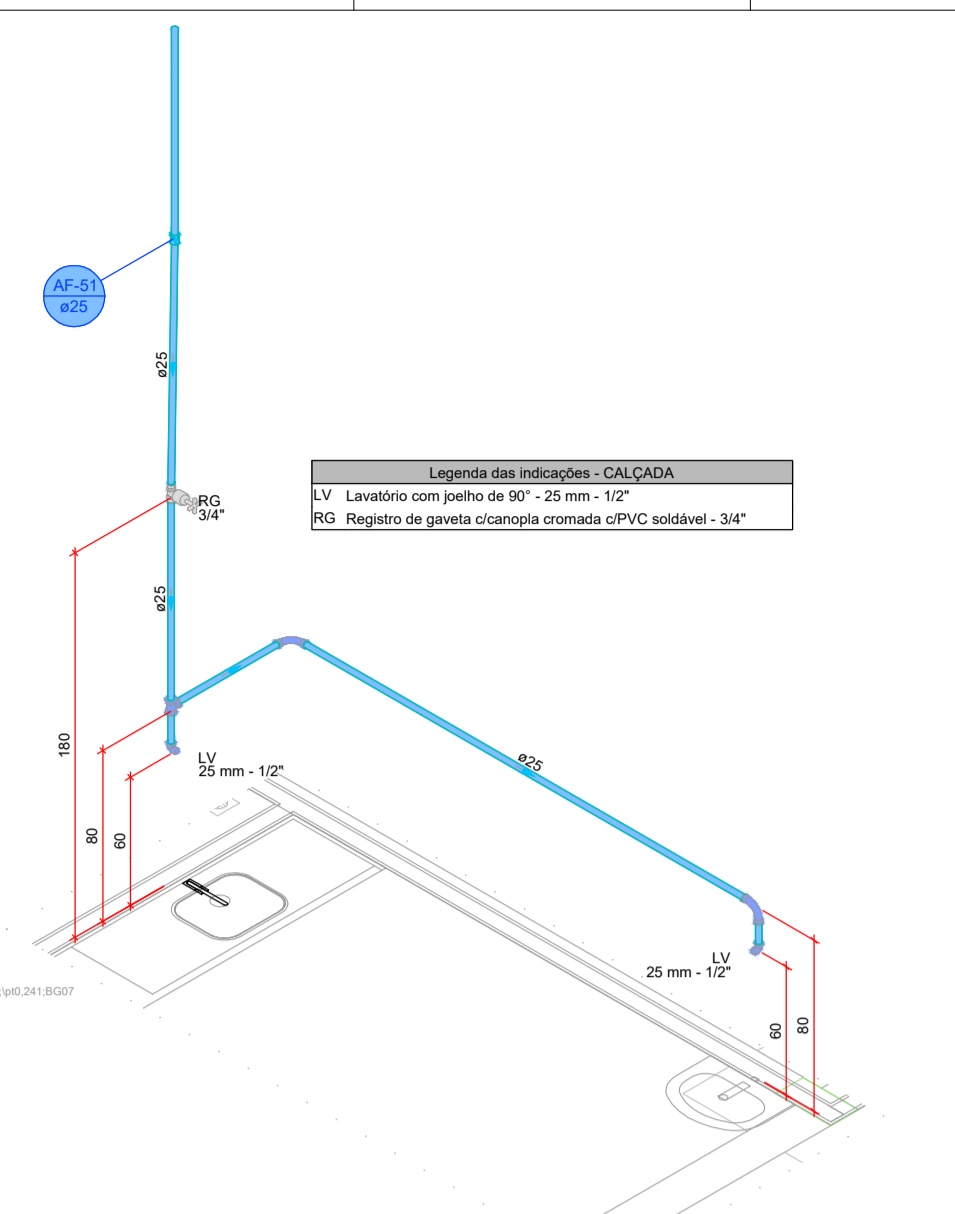 AF-51
ø25
ø25
RG
3/4"
Legenda das indicações - CALÇADA
LV Lavatório com joelho de 90° - 25 mm - 1/2"
RG Registro de gaveta c/canopla cromada c/PVC soldável - 3/4"
ø25
180
LV
25 mm - 1/2"
ø25
80
60
LV
25 mm - 1/2"
;\pt0,241;BG07
60
80